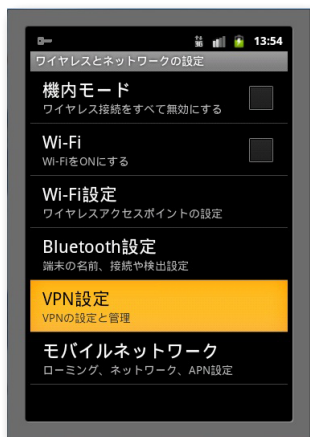 3G
13:54
ワイヤレスとネットワークの設定
機内モード
ワイヤレス接続をすべて無効にする
Wi-Fi
Wi-FiをONにする
Wi-Fi設定
ワイヤレスアクセスポイントの設定
Bluetooth設定
端末の名前、接続や検出設定
VPN設定
VPNの設定と管理
モバイルネットワーク
ローミング、ネットワーク、APN設定